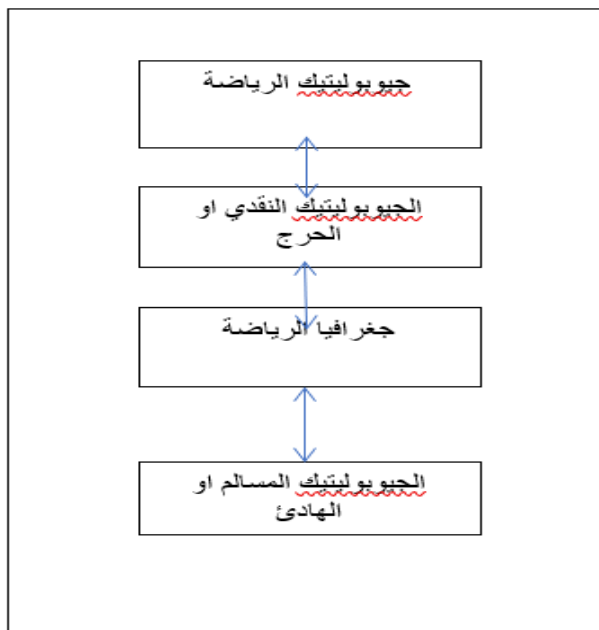 جيوبوليتيك الرياضة
الجيوبوليتيك النقدي او
الحرج
جغرافيا الرياضة
الجيوبوليتيك المسالم او
الهادئ